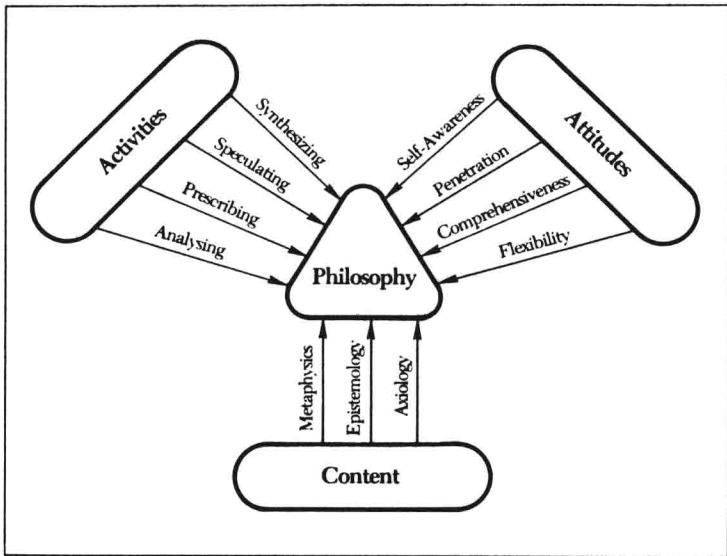 Activities
Synthesizing
Speculating
Prescribing
Analysing
Attitudes
Self-Awareness
Penetration
Comprehensiveness
Flexibility
Philosophy
Metaphysics
Epistemology
Axiology
Content